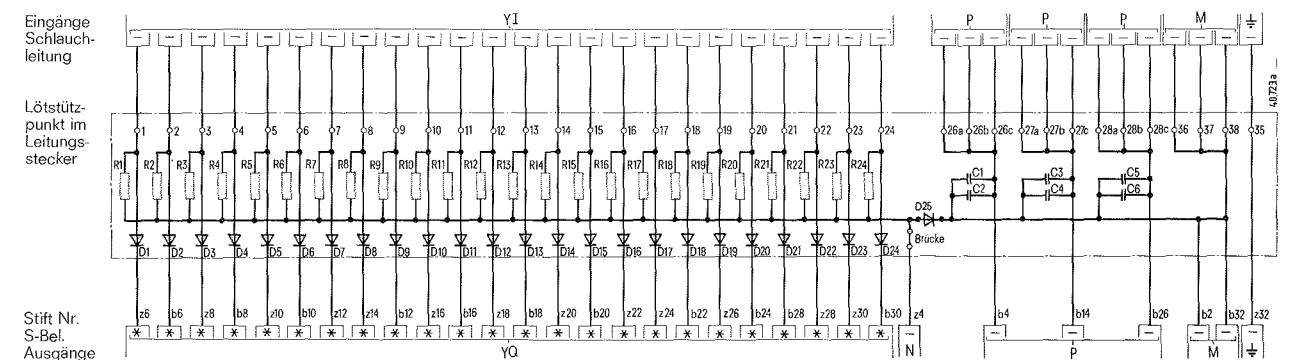 Eingänge
Schlauch-
leitung
YI
P P P M
40.723a
Lötstütz-
punkt im
Leitungs-
stecker
1 2 3 4 5 6 7 8 9 10 11 12 13 14 15 16 17 18 19 20 21 22 23 24 26a 26b 26c 27a 27b 27c 28a 28b 28c 36 37 38 35
R1 R2 R3 R4 R5 R6 R7 R8 R9 R10 R11 R12 R13 R14 R15 R16 R17 R18 R19 R20 R21 R22 R23 R24
C1 C3 C5
C2 C4 C6
D25
Brücke
D1 D2 D3 D4 D5 D6 D7 D8 D9 D10 D11 D12 D13 D14 D15 D16 D17 D18 D19 D20 D21 D22 D23 D24
Stift Nr.
z6 b6 z8 b8 z10 b10 z12 z14 b12 z16 b16 z18 b18 z20 b20 z22 z24 b22 z26 b24 b28 z28 z30 b30 z4 b4 b14 b26 b2 b32 z32
S-Bel.
* * * * * * * * * * * * * * * * * * * * * * * *
Ausgänge
YQ N P M